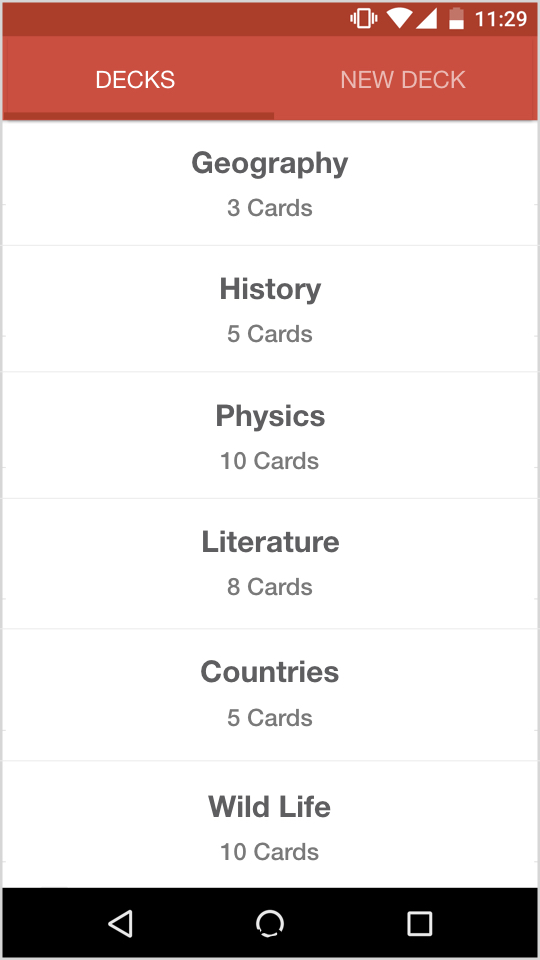 11:29
DECKS NEW DECK
Geography
3 Cards
History
5 Cards
Physics
10 Cards
Literature
8 Cards
Countries
5 Cards
Wild Life
10 Cards